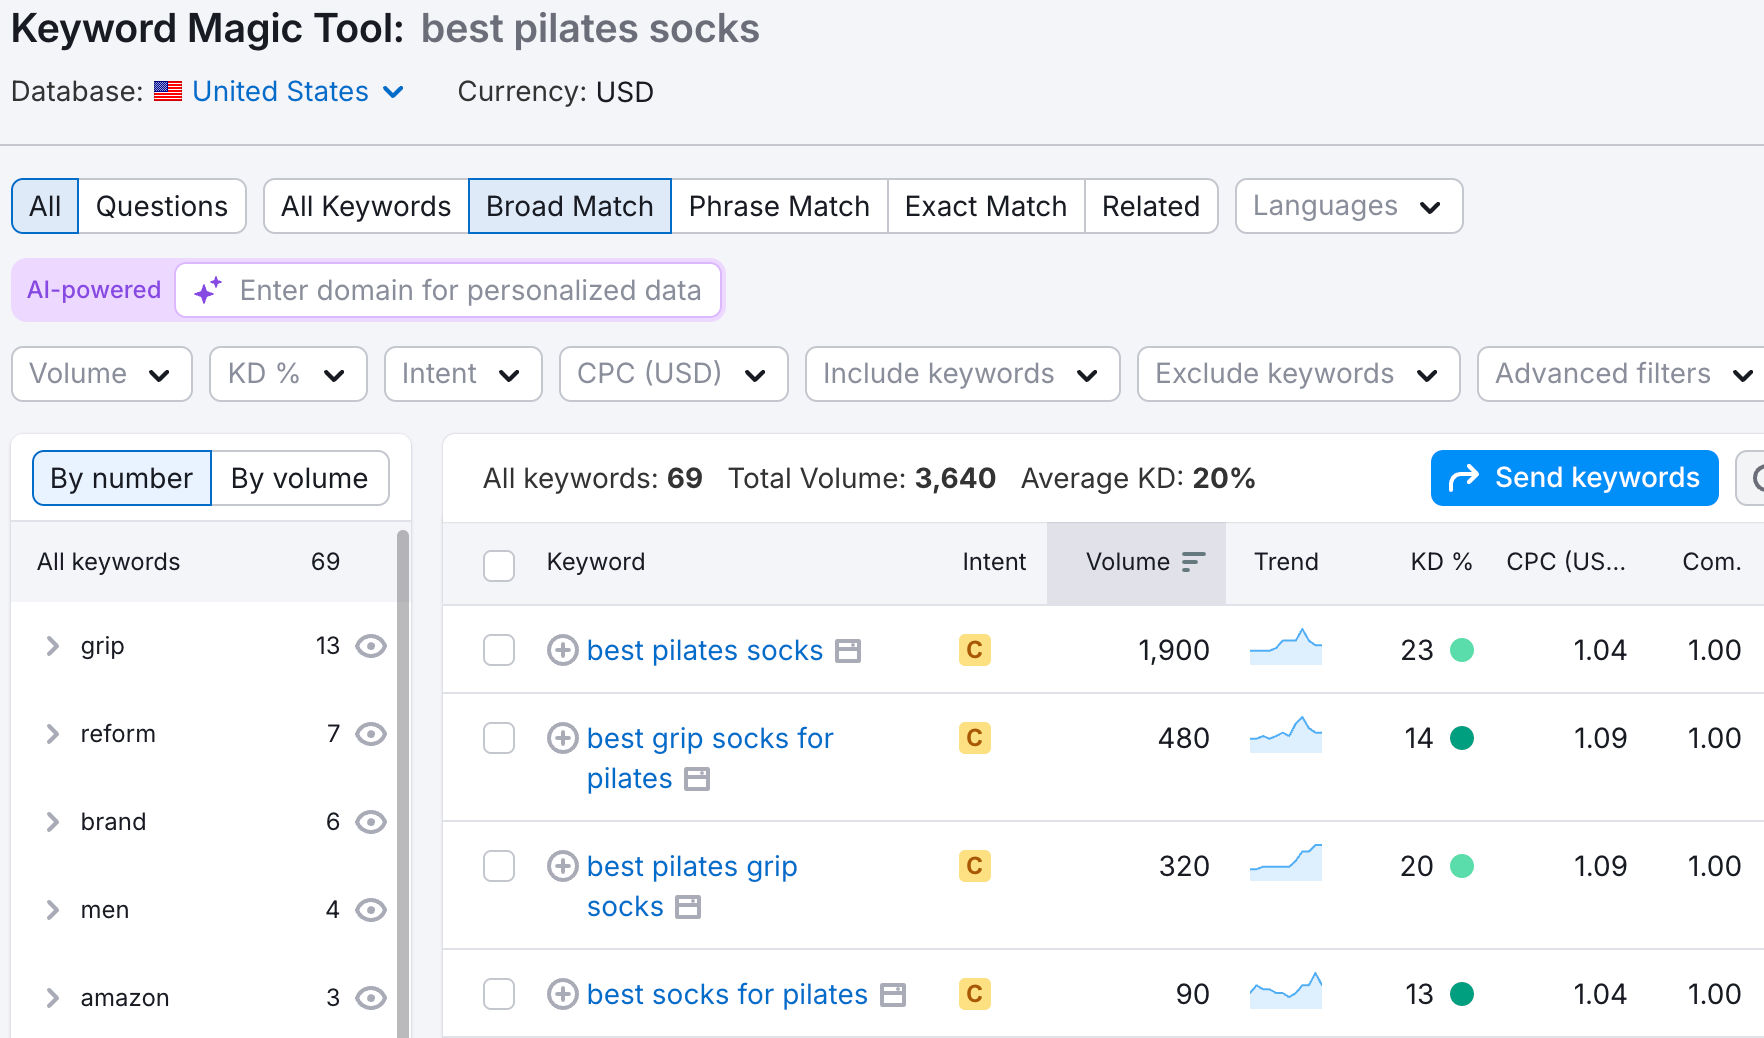 Keyword Magic Tool: best pilates socks
Database: United States Currency: USD
All Questions All Keywords Broad Match Phrase Match Exact Match Related Languages
AI-powered Enter domain for personalized data
Volume KD % Intent CPC (USD) Include keywords Exclude keywords Advanced filters
By number By volume
All keywords 69
grip 13
reform 7
brand 6
men 4
amazon 3
All keywords: 69 Total Volume: 3,640 Average KD: 20% Send keywords
Keyword Intent Volume Trend KD % CPC (US... Com.
best pilates socks C 1,900 23 1.04 1.00
best grip socks for C 480 14 1.09 1.00
pilates
best pilates grip C 320 20 1.09 1.00
socks
best socks for pilates C 90 13 1.04 1.00